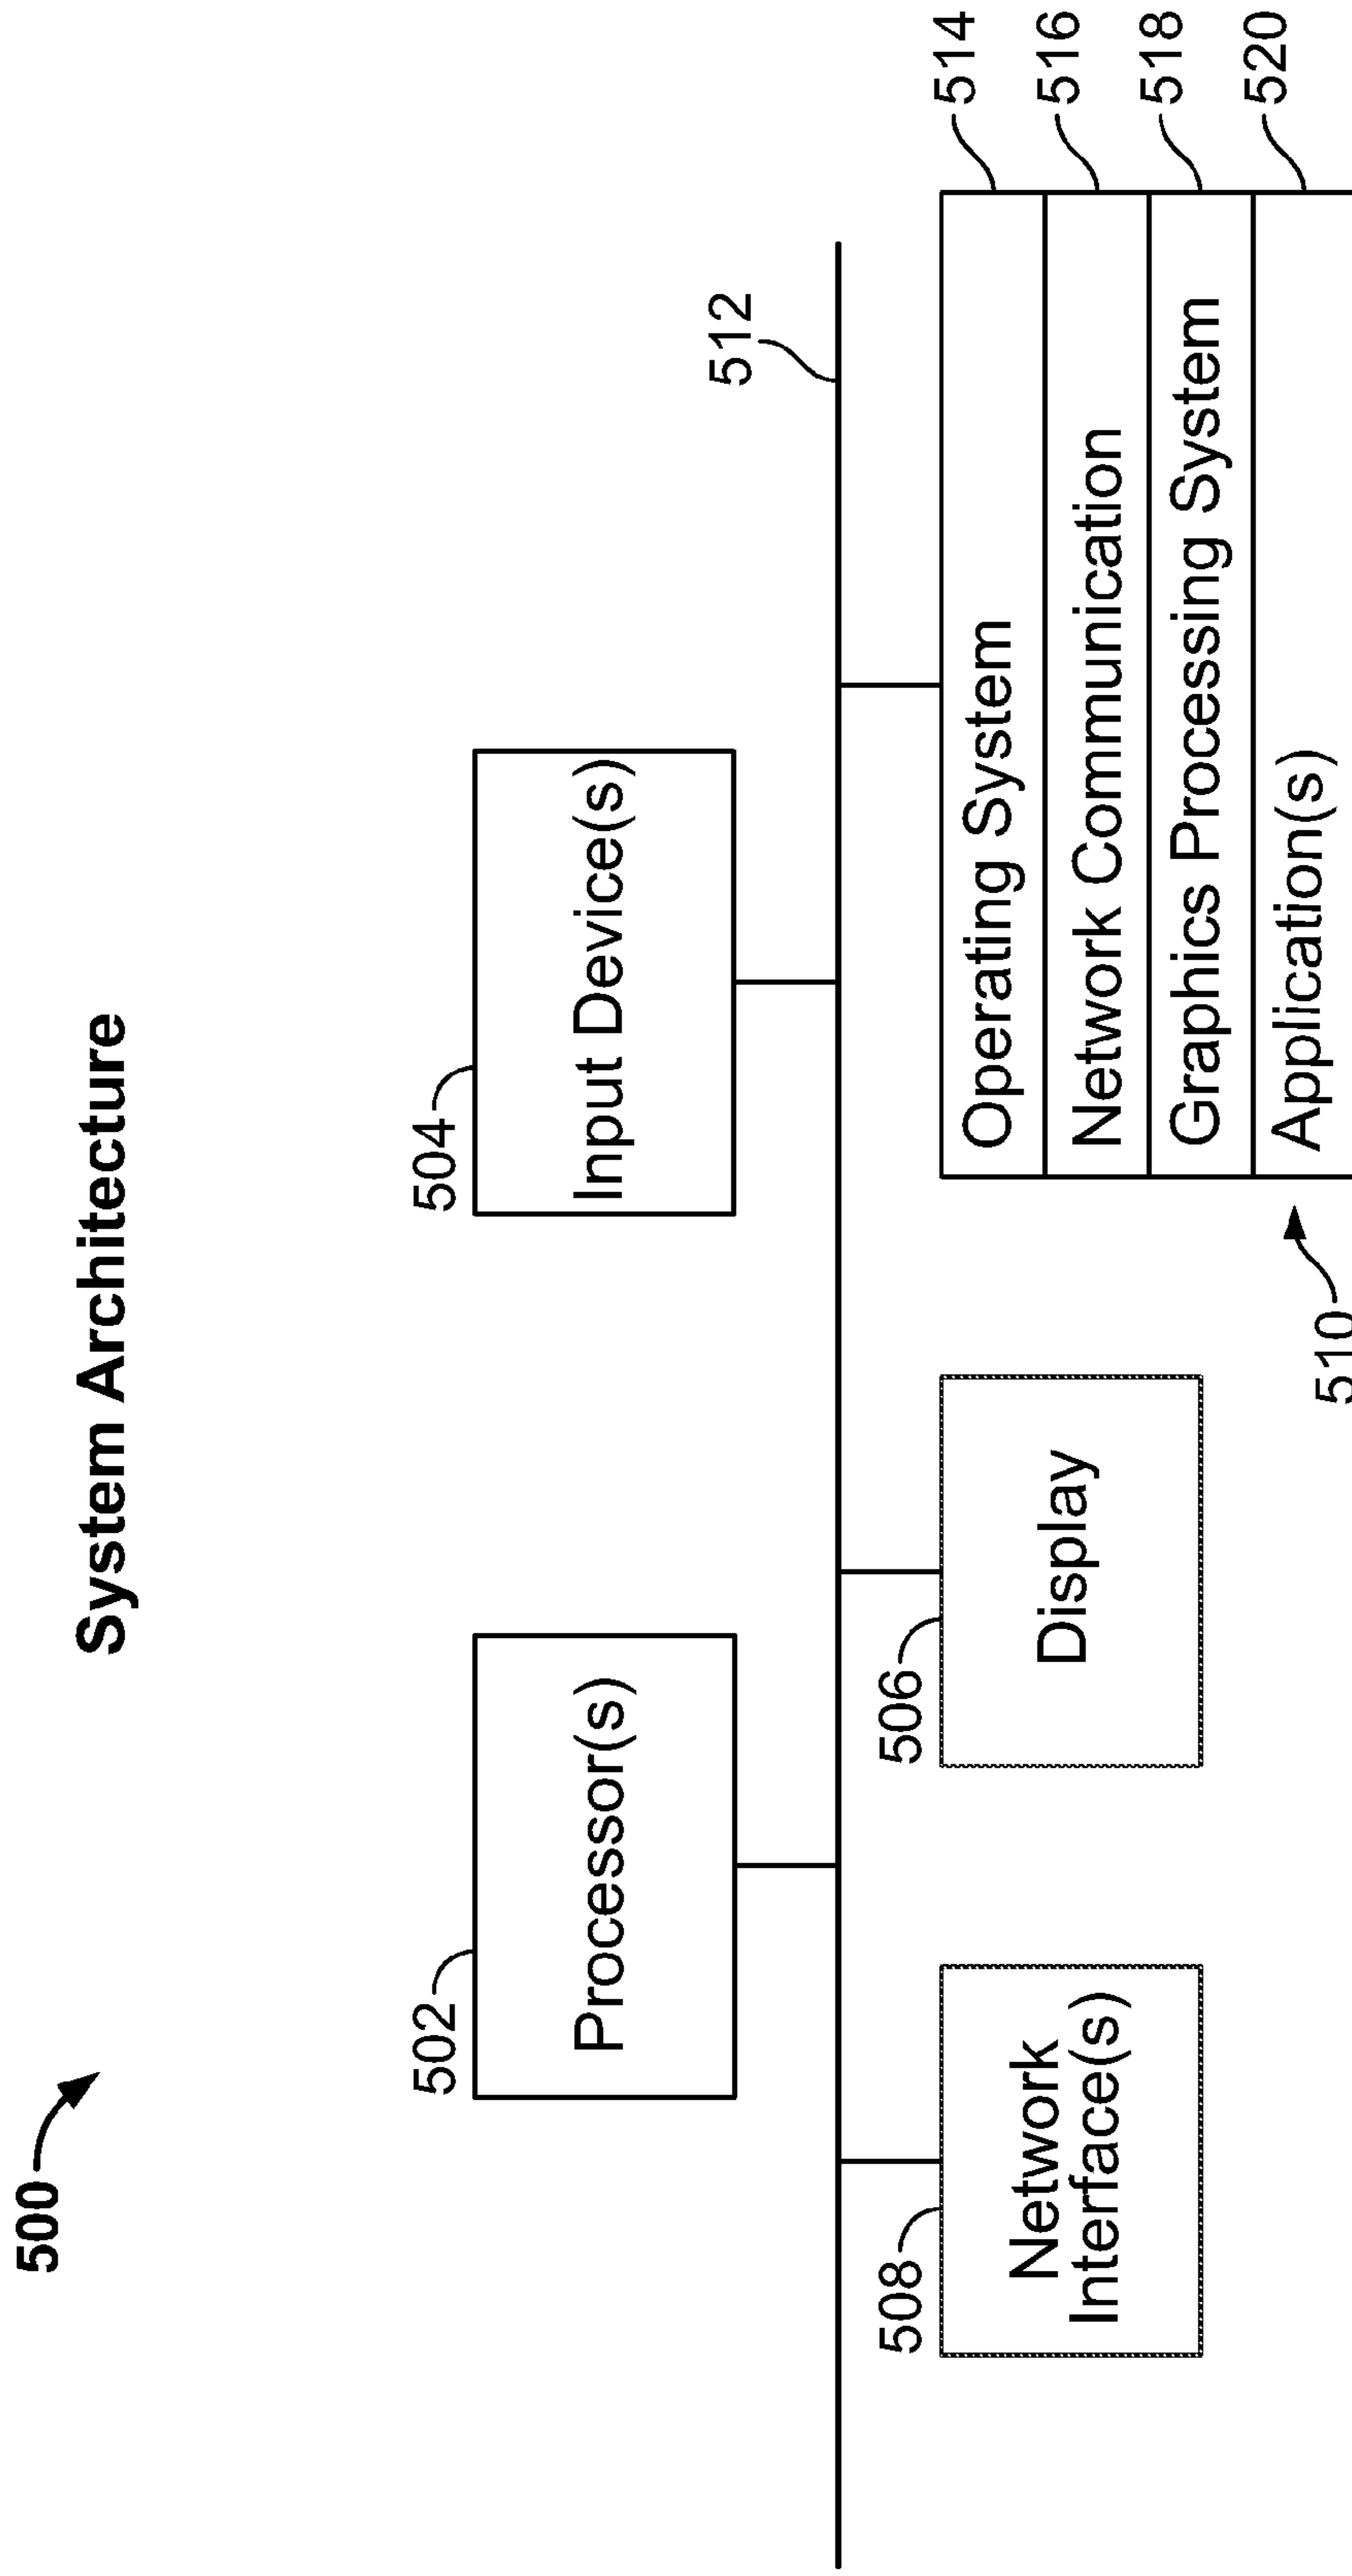 500
System Architecture
502
Processor(s)
504
Input Device(s)
512
508
Network
Interface(s)
506
Display
510
Operating System
514
Network Communication
516
Graphics Processing System
518
Application(s)
520